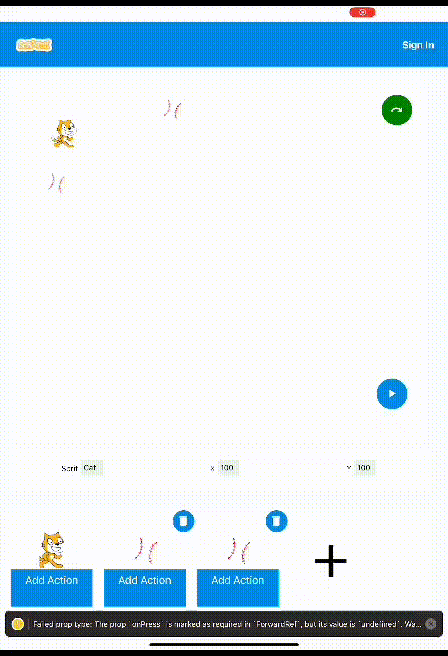 Sign In
Sprit Cat X 100 Y 100
Add Action Add Action Add Action
Failed prop type: The prop `onPress` is marked as required in `ForwardRef`, but its value is `undefined`. Wa...